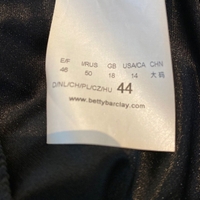 E/F I/RUS GB USA/CA CHN
46 50 18 14 大码
D/NL/CH/PL/CZ/HU 44
www.bettybarclay.com